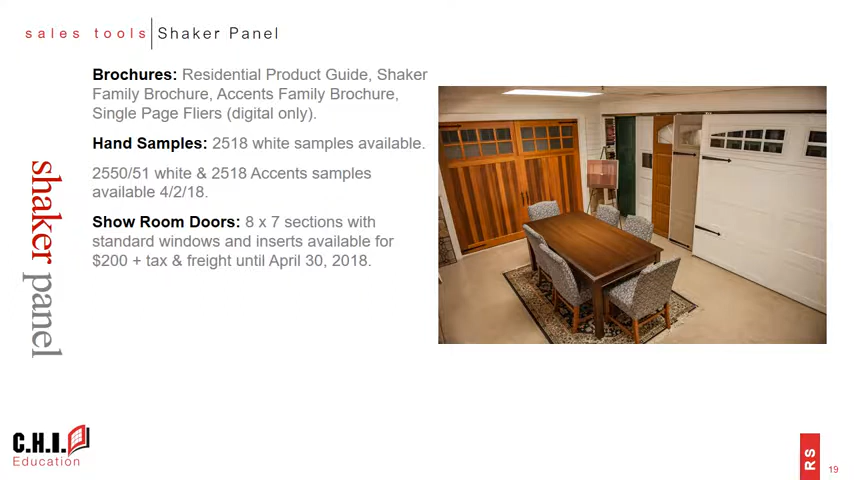 sales tools Shaker Panel
Brochures: Residential Product Guide, Shaker
Family Brochure, Accents Family Brochure,
Single Page Fliers (digital only).
Hand Samples: 2518 white samples available.
2550/51 white & 2518 Accents samples
available 4/2/18.
Show Room Doors: 8 x 7 sections with
standard windows and inserts available for
$200 + tax & freight until April 30, 2018.
shaker panel
C.H.I.
Education
RS
19